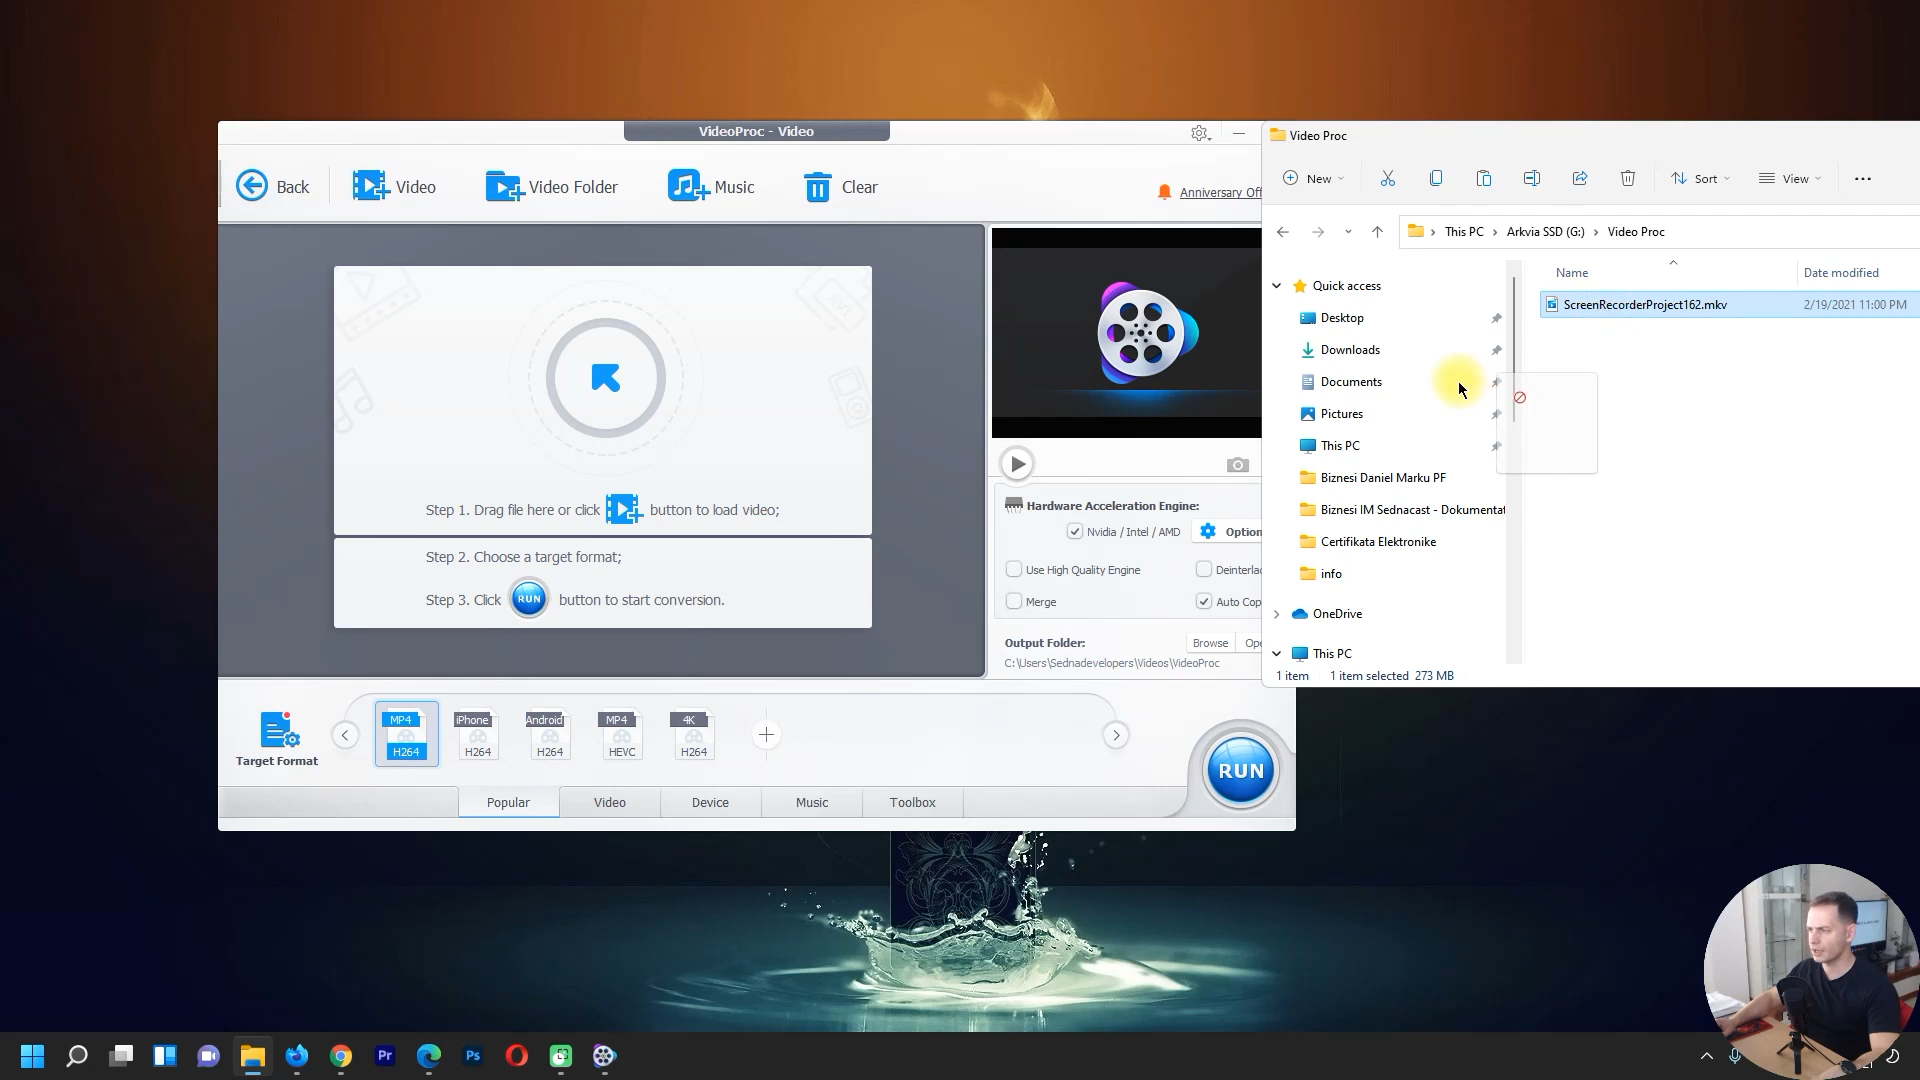 VideoProc - Video
Back
Video
Video Folder
Music
Clear
Anniversary Off
Step 1. Drag file here or click button to load video;
Step 2. Choose a target format;
Step 3. Click RUN button to start conversion.
Hardware Acceleration Engine:
Nvidia / Intel / AMD
Option
Use High Quality Engine
Deinterlac
Merge
Auto Cop
Output Folder:
Browse
Ope
C:\Users\Sednadevelopers\Videos\VideoProc
Target Format
MP4
H264
iPhone
H264
Android
H264
MP4
HEVC
4K
H264
RUN
Popular
Video
Device
Music
Toolbox
Video Proc
New
Sort
View
This PC
Arkvia SSD (G:)
Video Proc
Name
Date modified
ScreenRecorderProject162.mkv
2/19/2021 11:00 PM
Quick access
Desktop
Downloads
Documents
Pictures
This PC
Biznesi Daniel Marku PF
Biznesi IM Sednacast - Dokumentat
Certifikata Elektronike
info
OneDrive
This PC
1 item
1 item selected 273 MB
Pr
Ps